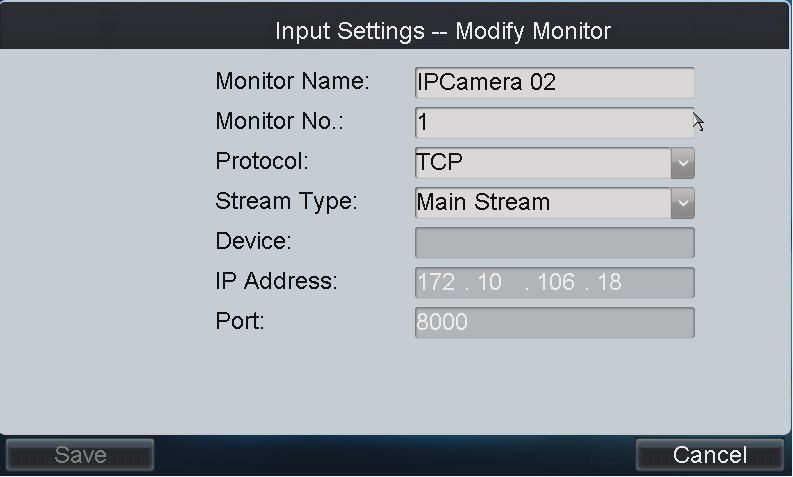 Input Settings -- Modify Monitor
Monitor Name: IPCamera 02
Monitor No.: 1
Protocol: TCP
Stream Type: Main Stream
Device:
IP Address: 172 . 10 . 106 . 18
Port: 8000
Save Cancel